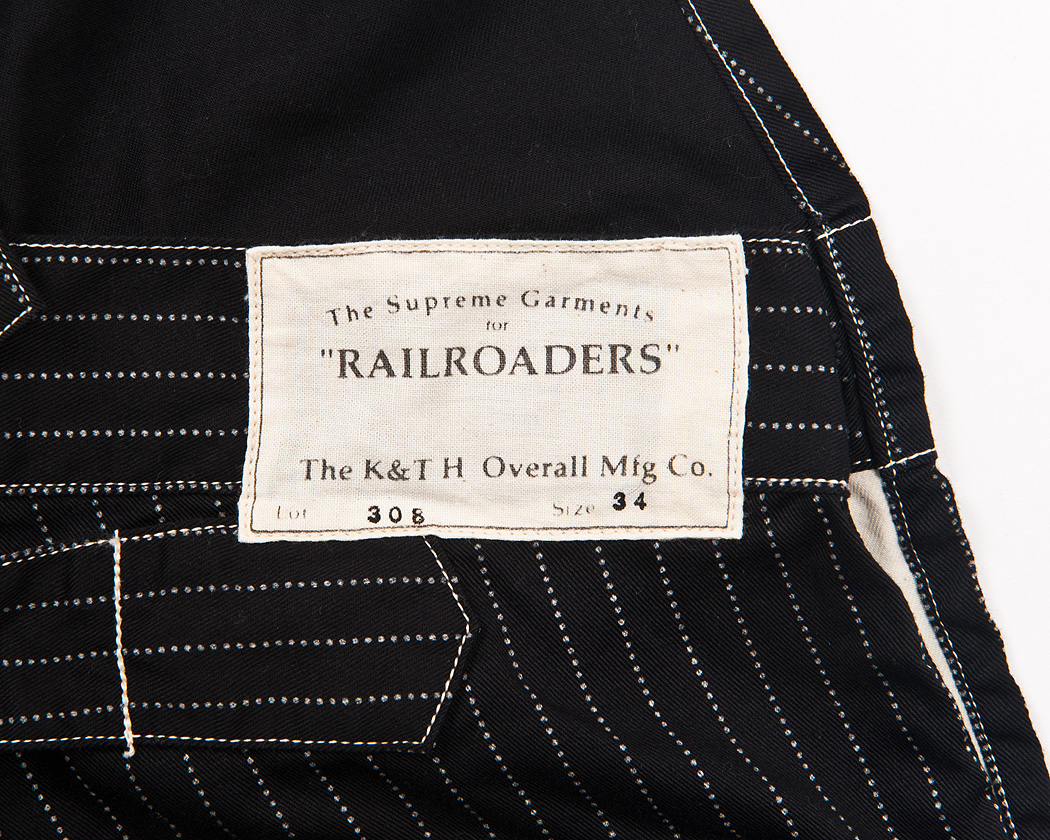 The Supreme Garments
for
"RAILROADERS"
The K&T H Overall Mfg Co.
Lot 308 Size 34